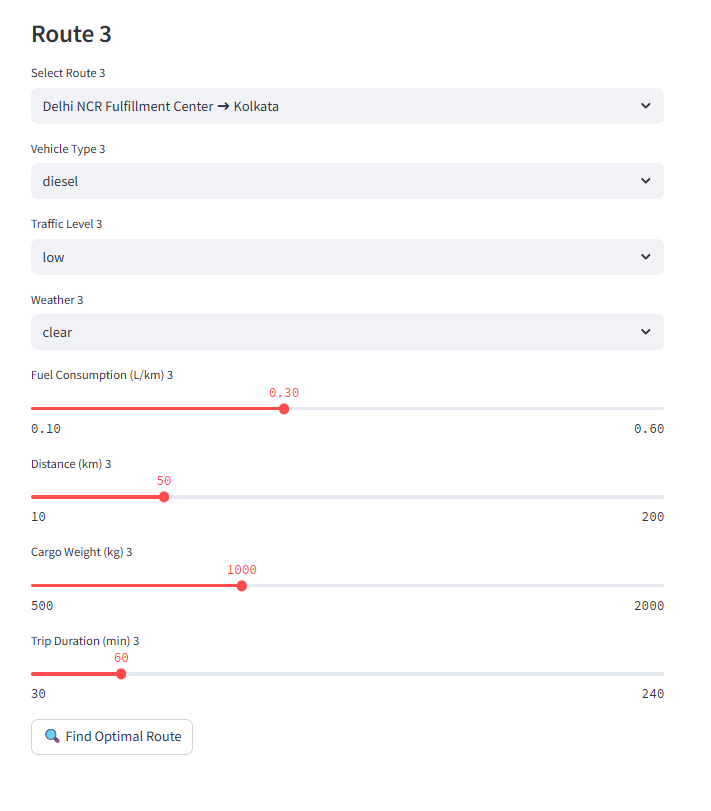 Route 3
Select Route 3
Delhi NCR Fulfillment Center → Kolkata
Vehicle Type 3
diesel
Traffic Level 3
low
Weather 3
clear
Fuel Consumption (L/km) 3
0.30
0.10 0.60
Distance (km) 3
50
10 200
Cargo Weight (kg) 3
1000
500 2000
Trip Duration (min) 3
60
30 240
🔍 Find Optimal Route